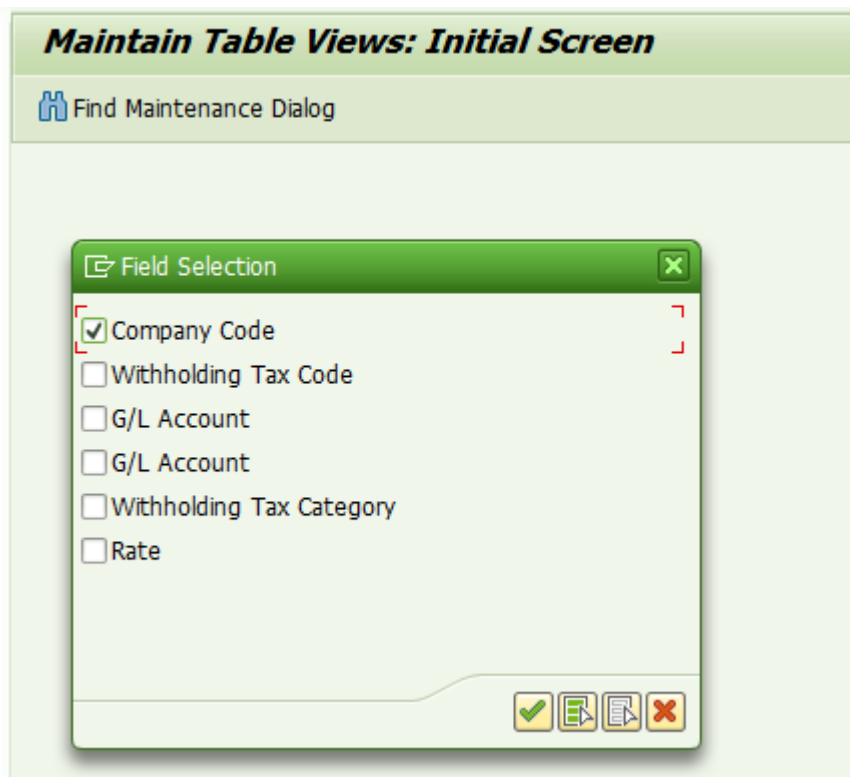 Maintain Table Views: Initial Screen
Find Maintenance Dialog
Field Selection
Company Code
Withholding Tax Code
G/L Account
G/L Account
Withholding Tax Category
Rate